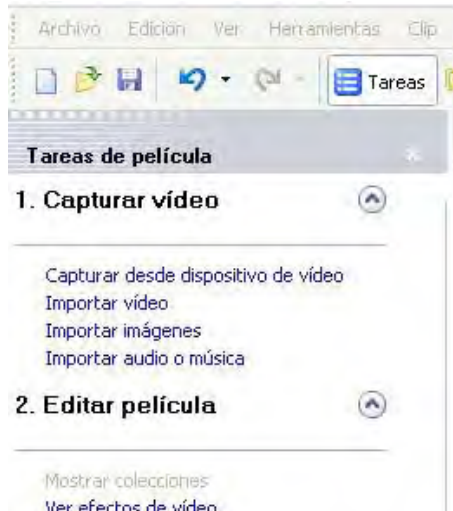 Archivo Edición Ver Herramientas Clip
Tareas
Tareas de película
1. Capturar vídeo
Capturar desde dispositivo de vídeo
Importar vídeo
Importar imágenes
Importar audio o música
2. Editar película
Mostrar colecciones
Ver efectos de vídeo